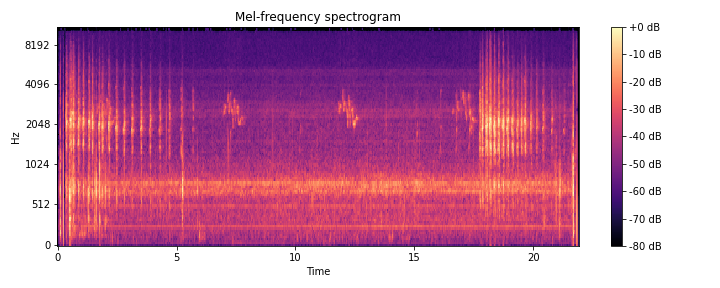 Mel-frequency spectrogram
+0 dB
8192
-10 dB
4096
-20 dB
-30 dB
2048
Hz
-40 dB
1024
-50 dB
512
-60 dB
-70 dB
0
-80 dB
0 5 10 15 20
Time